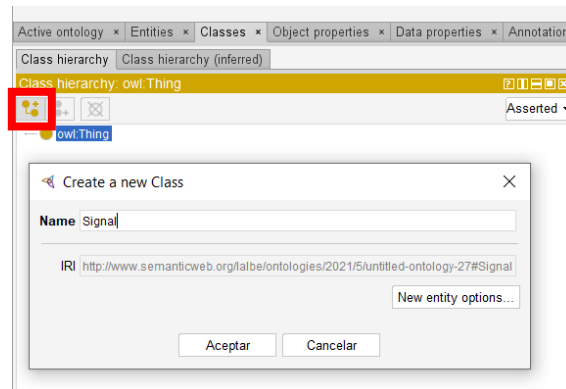 Active ontology × Entities × Classes × Object properties × Data properties × Annotation
Class hierarchy Class hierarchy (inferred)
Class hierarchy: owl:Thing
Asserted
owl:Thing
Create a new Class
Name Signal
IRI http://www.semanticweb.org/lalbe/ontologies/2021/5/untitled-ontology-27#Signal
New entity options...
Aceptar Cancelar